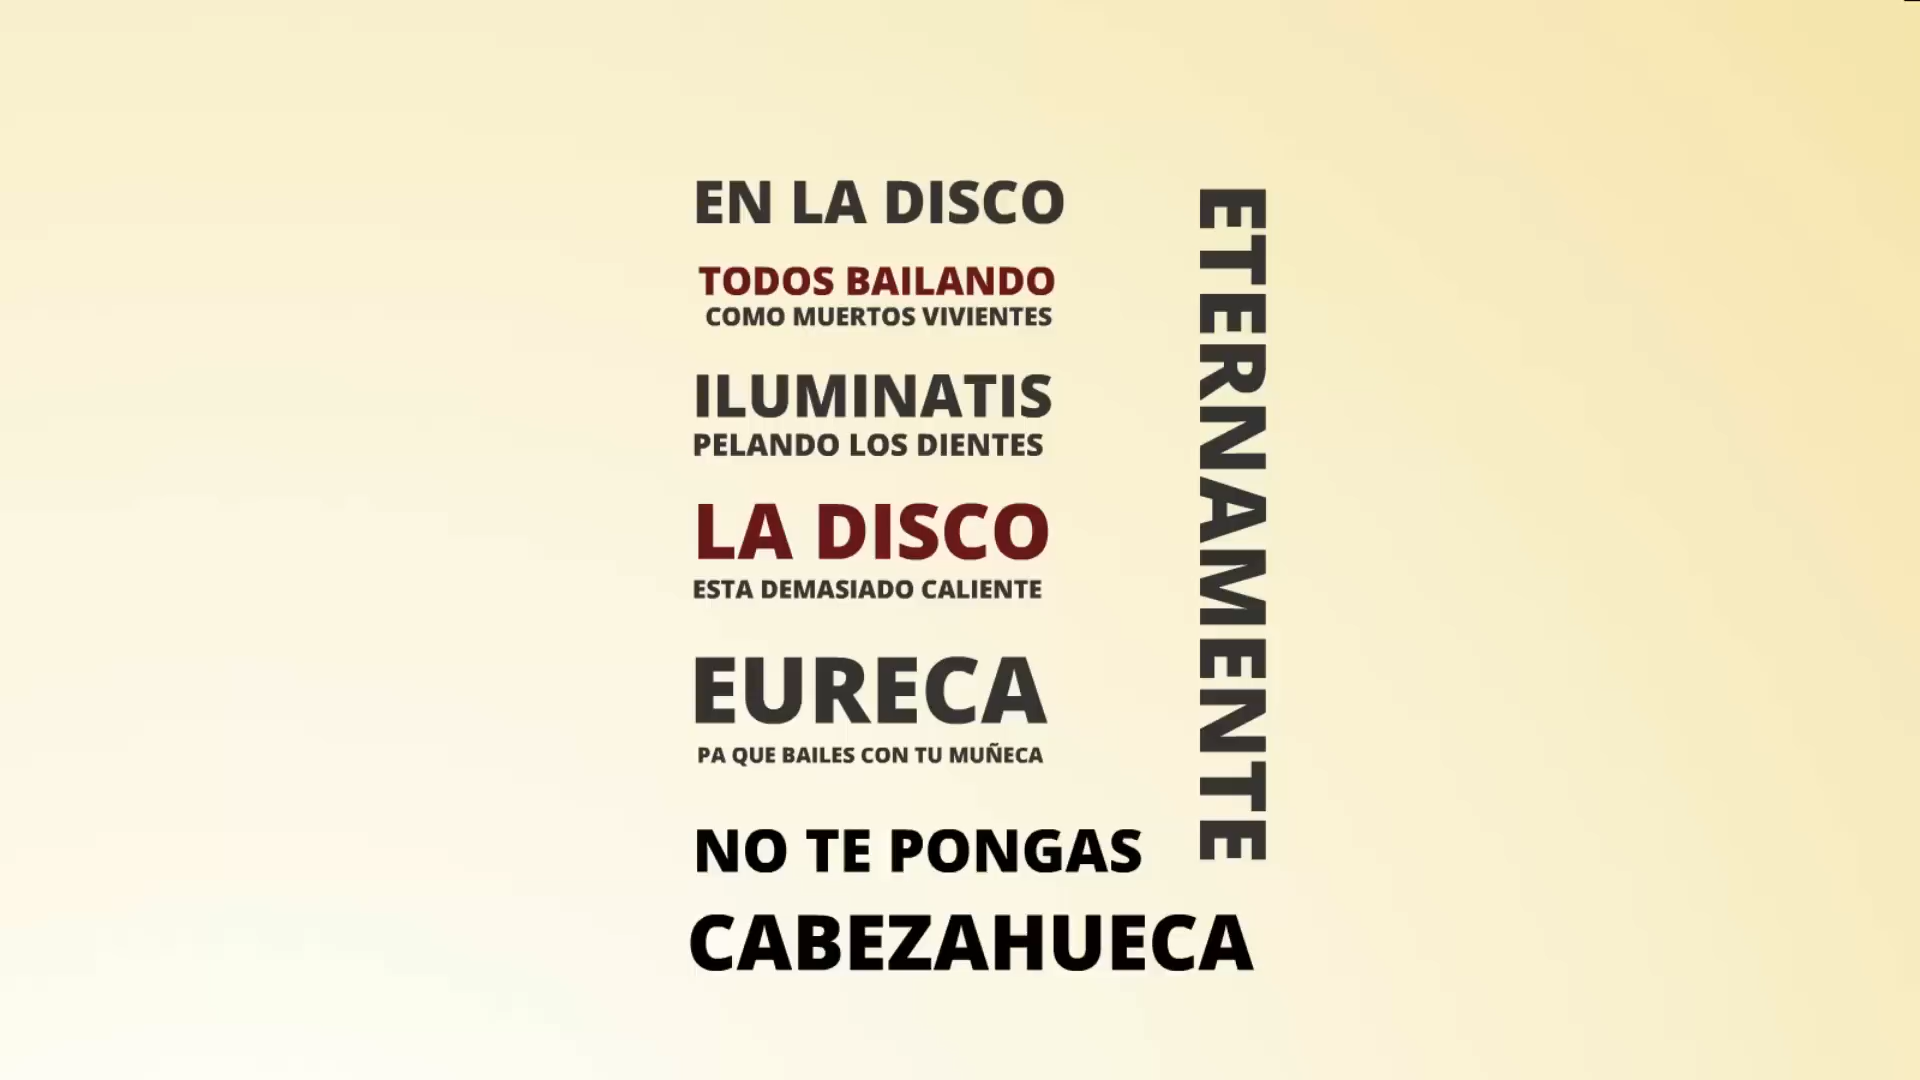 EN LA DISCO
TODOS BAILANDO
COMO MUERTOS VIVIENTES
ILUMINATIS
PELANDO LOS DIENTES
LA DISCO
ESTA DEMASIADO CALIENTE
EURECA
PA QUE BAILES CON TU MUÑECA
NO TE PONGAS
CABEZAHUECA
ETERNAMENTE